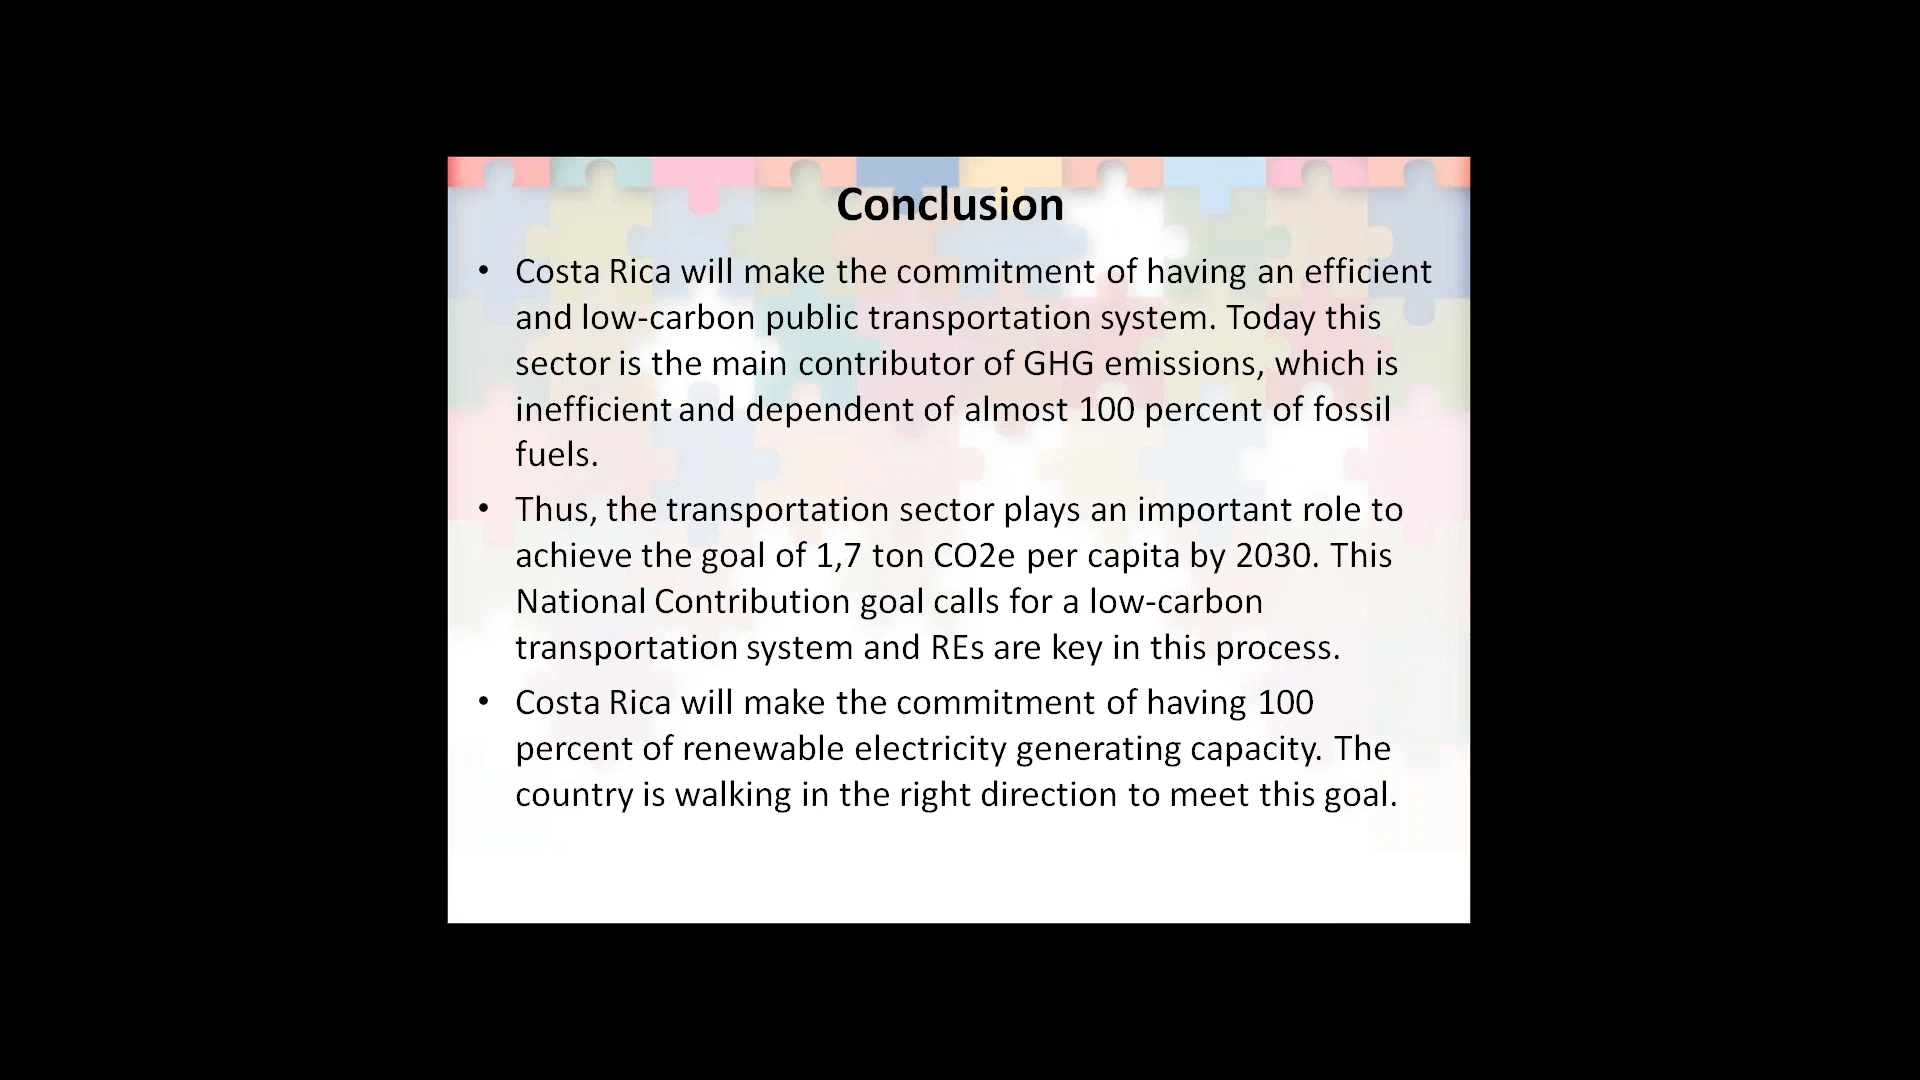 Conclusion
• Costa Rica will make the commitment of having an efficient
and low-carbon public transportation system. Today this
sector is the main contributor of GHG emissions, which is
inefficient and dependent of almost 100 percent of fossil
fuels.
• Thus, the transportation sector plays an important role to
achieve the goal of 1,7 ton CO2e per capita by 2030. This
National Contribution goal calls for a low-carbon
transportation system and REs are key in this process.
• Costa Rica will make the commitment of having 100
percent of renewable electricity generating capacity. The
country is walking in the right direction to meet this goal.